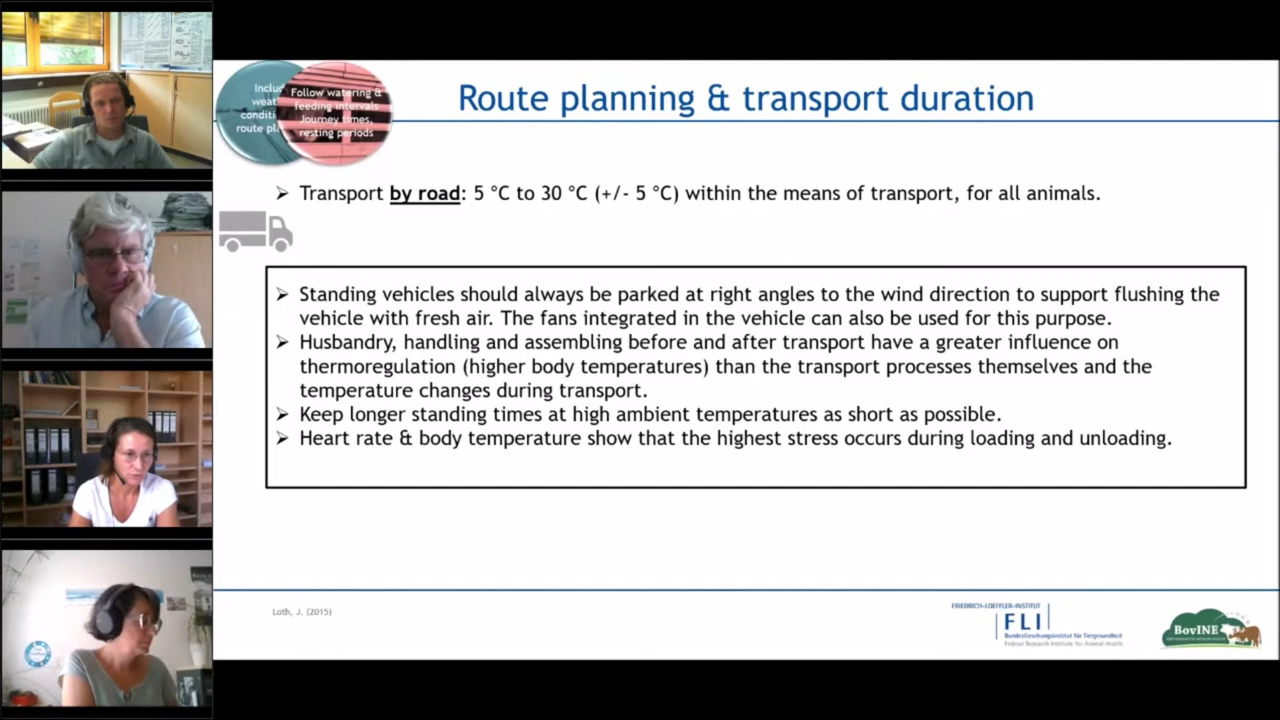 Route planning & transport duration
Inclu
weat
conditi
route pl
Follow watering &
feeding intervals
Journey times,
resting periods
➢ Transport by road: 5 °C to 30 °C (+/- 5 °C) within the means of transport, for all animals.
➢ Standing vehicles should always be parked at right angles to the wind direction to support flushing the
vehicle with fresh air. The fans integrated in the vehicle can also be used for this purpose.
➢ Husbandry, handling and assembling before and after transport have a greater influence on
thermoregulation (higher body temperatures) than the transport processes themselves and the
temperature changes during transport.
➢ Keep longer standing times at high ambient temperatures as short as possible.
➢ Heart rate & body temperature show that the highest stress occurs during loading and unloading.
Loth, J. (2015)
FRIEDRICH-LOEFFLER-INSTITUT
FLI
Bundesforschungsinstitut für Tiergesundheit
Federal Research Institute for Animal Health
BovINE